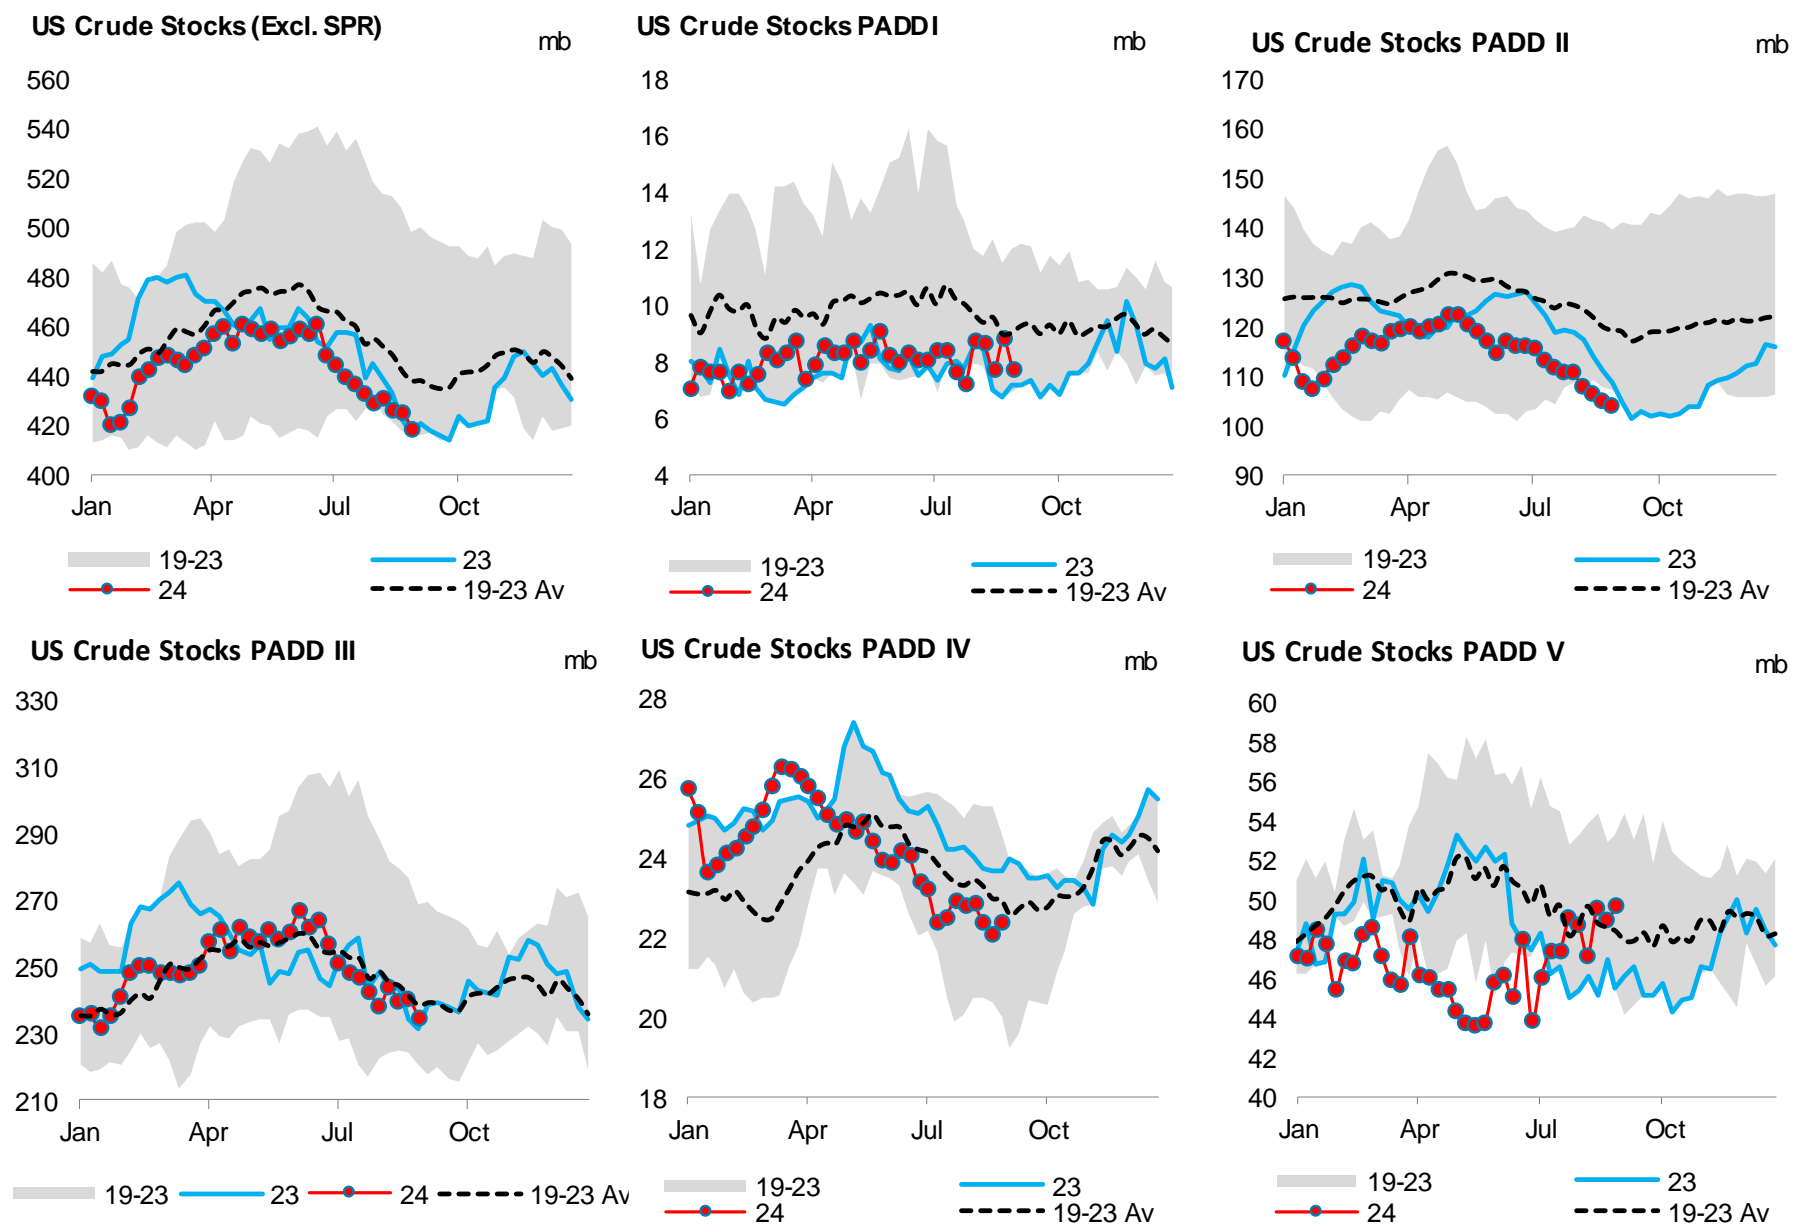 US Crude Stocks (Excl. SPR)
mb
560
540
520
500
480
460
440
420
400
Jan Apr Jul Oct
19-23 23
24 19-23 Av
US Crude Stocks PADD I
mb
18
16
14
12
10
8
6
4
Jan Apr Jul Oct
19-23 23
24 19-23 Av
US Crude Stocks PADD II
mb
170
160
150
140
130
120
110
100
90
Jan Apr Jul Oct
19-23 23
24 19-23 Av
US Crude Stocks PADD III
mb
330
310
290
270
250
230
210
Jan Apr Jul Oct
19-23 23 24 19-23 Av
US Crude Stocks PADD IV
mb
28
26
24
22
20
18
Jan Apr Jul Oct
19-23 23
24 19-23 Av
US Crude Stocks PADD V
mb
60
58
56
54
52
50
48
46
44
42
40
Jan Apr Jul Oct
19-23 23
24 19-23 Av